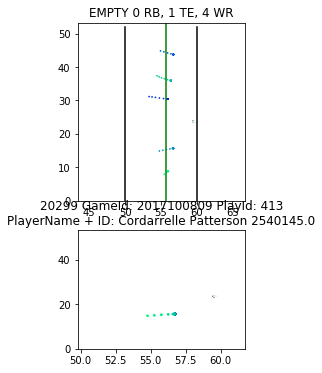 EMPTY 0 RB, 1 TE, 4 WR
50
40
30
20
10
0
45 50 55 60 65
20299 GameId: 2017100809 PlayId: 413
PlayerName + ID: Cordarrelle Patterson 2540145.0
40
20
0
50.0 52.5 55.0 57.5 60.0